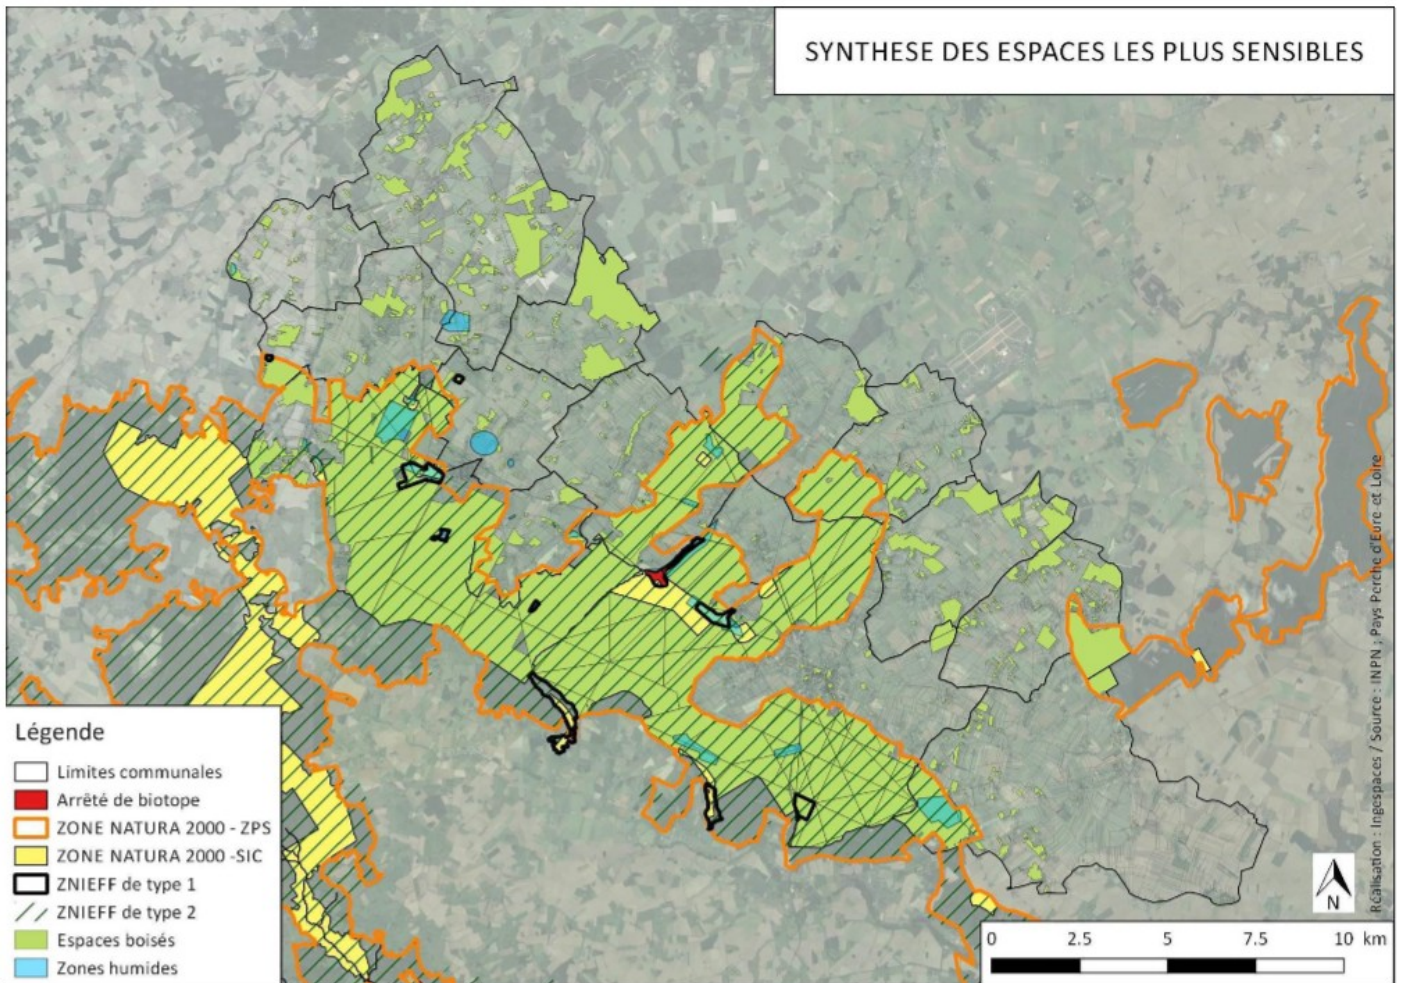 SYNTHESE DES ESPACES LES PLUS SENSIBLES
Légende
Limites communales
Arrêté de biotope
ZONE NATURA 2000 - ZPS
ZONE NATURA 2000 -SIC
ZNIEFF de type 1
ZNIEFF de type 2
Espaces boisés
Zones humides
Réalisation : Ingespaces / Source : INPN ; Pays Perche d'Eure et Loire
N
0 2.5 5 7.5 10 km